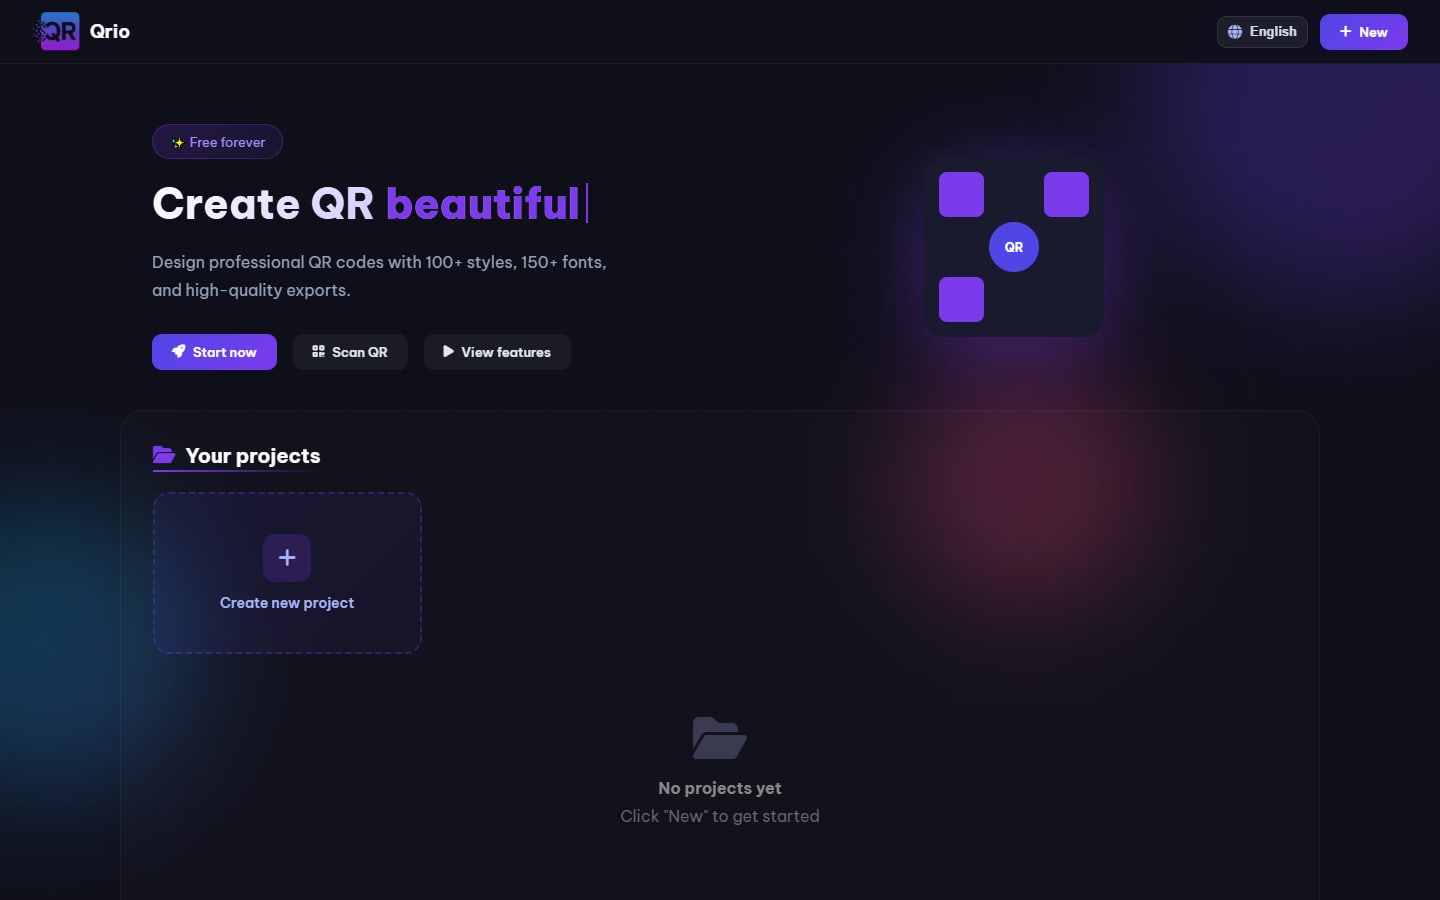 QR Qrio
English
New
✨ Free forever
Create QR beautiful
Design professional QR codes with 100+ styles, 150+ fonts,
and high-quality exports.
Start now
Scan QR
View features
QR
Your projects
Create new project
No projects yet
Click "New" to get started